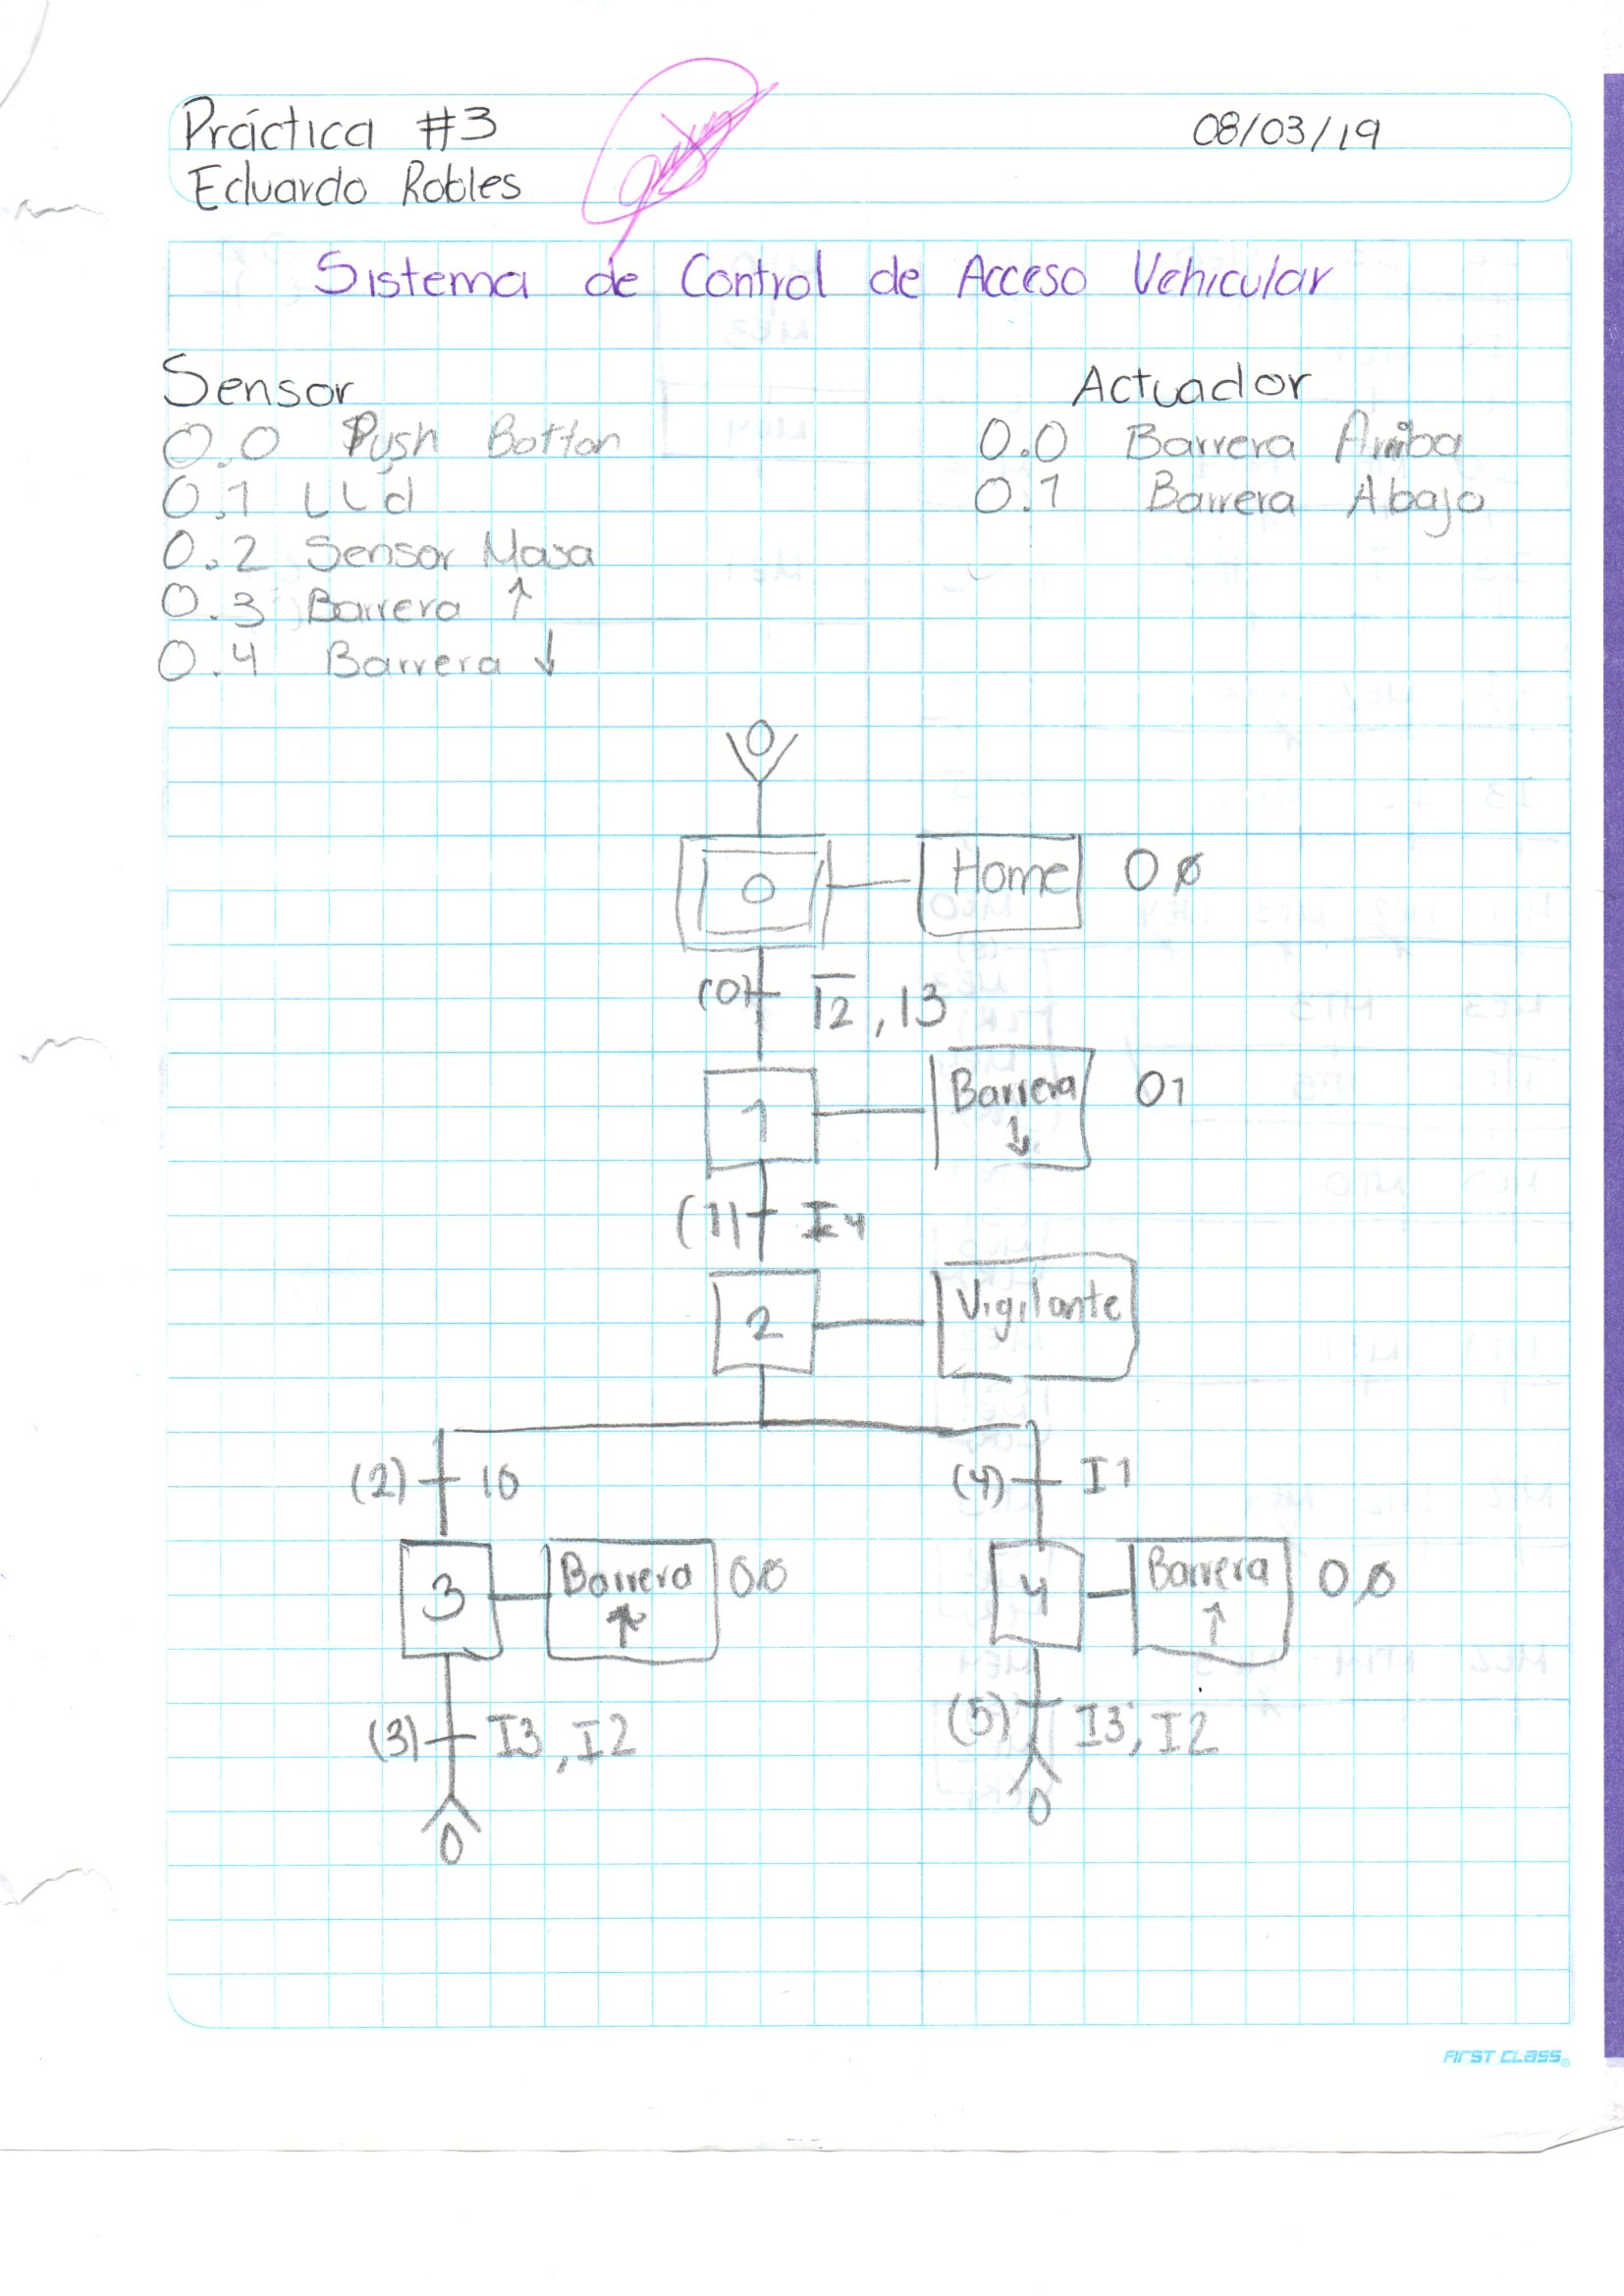 Práctica #3
08/03/19
Eduardo Robles
Sistema de Control de Acceso Vehicular
Sensor
Actuador
0.0 Push Botton
0.0 Barrera Arriba
0.1 LLd
0.1 Barrera Abajo
0.2 Sensor Masa
0.3 Barrera ↑
0.4 Barrera ↓
0
0 Home 0 0
(0) I2, I3
1 Barrera ↓ 01
(1) I4
2 Vigilante
(2) I0
(4) I1
3 Barrera ↑ 0.0
4 Barrera ↑ 0.0
(3) I3, I2
(5) I3, I2
0
0
FIRST CLASS